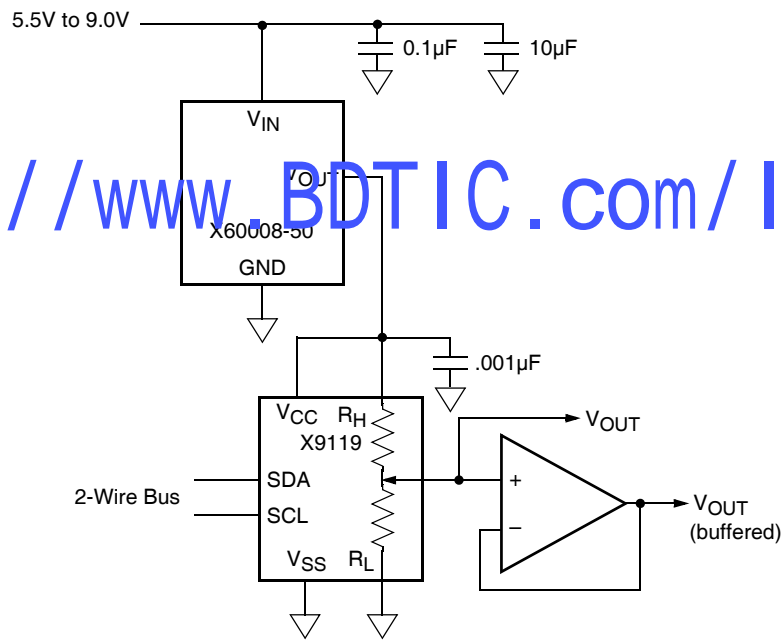 5.5V to 9.0V
0.1µF
10µF
VIN
//www.BDTIC.com/I
VOUT
X60008-50
GND
.001µF
VCC
RH
X9119
VOUT
SDA
+
2-Wire Bus
SCL
–
VOUT
(buffered)
VSS
RL